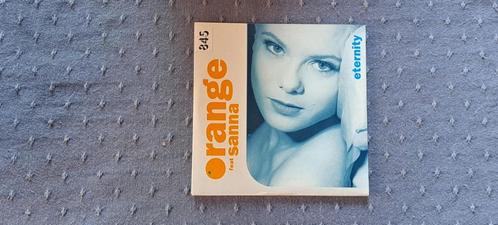 845
orange
feat sanna
eternity